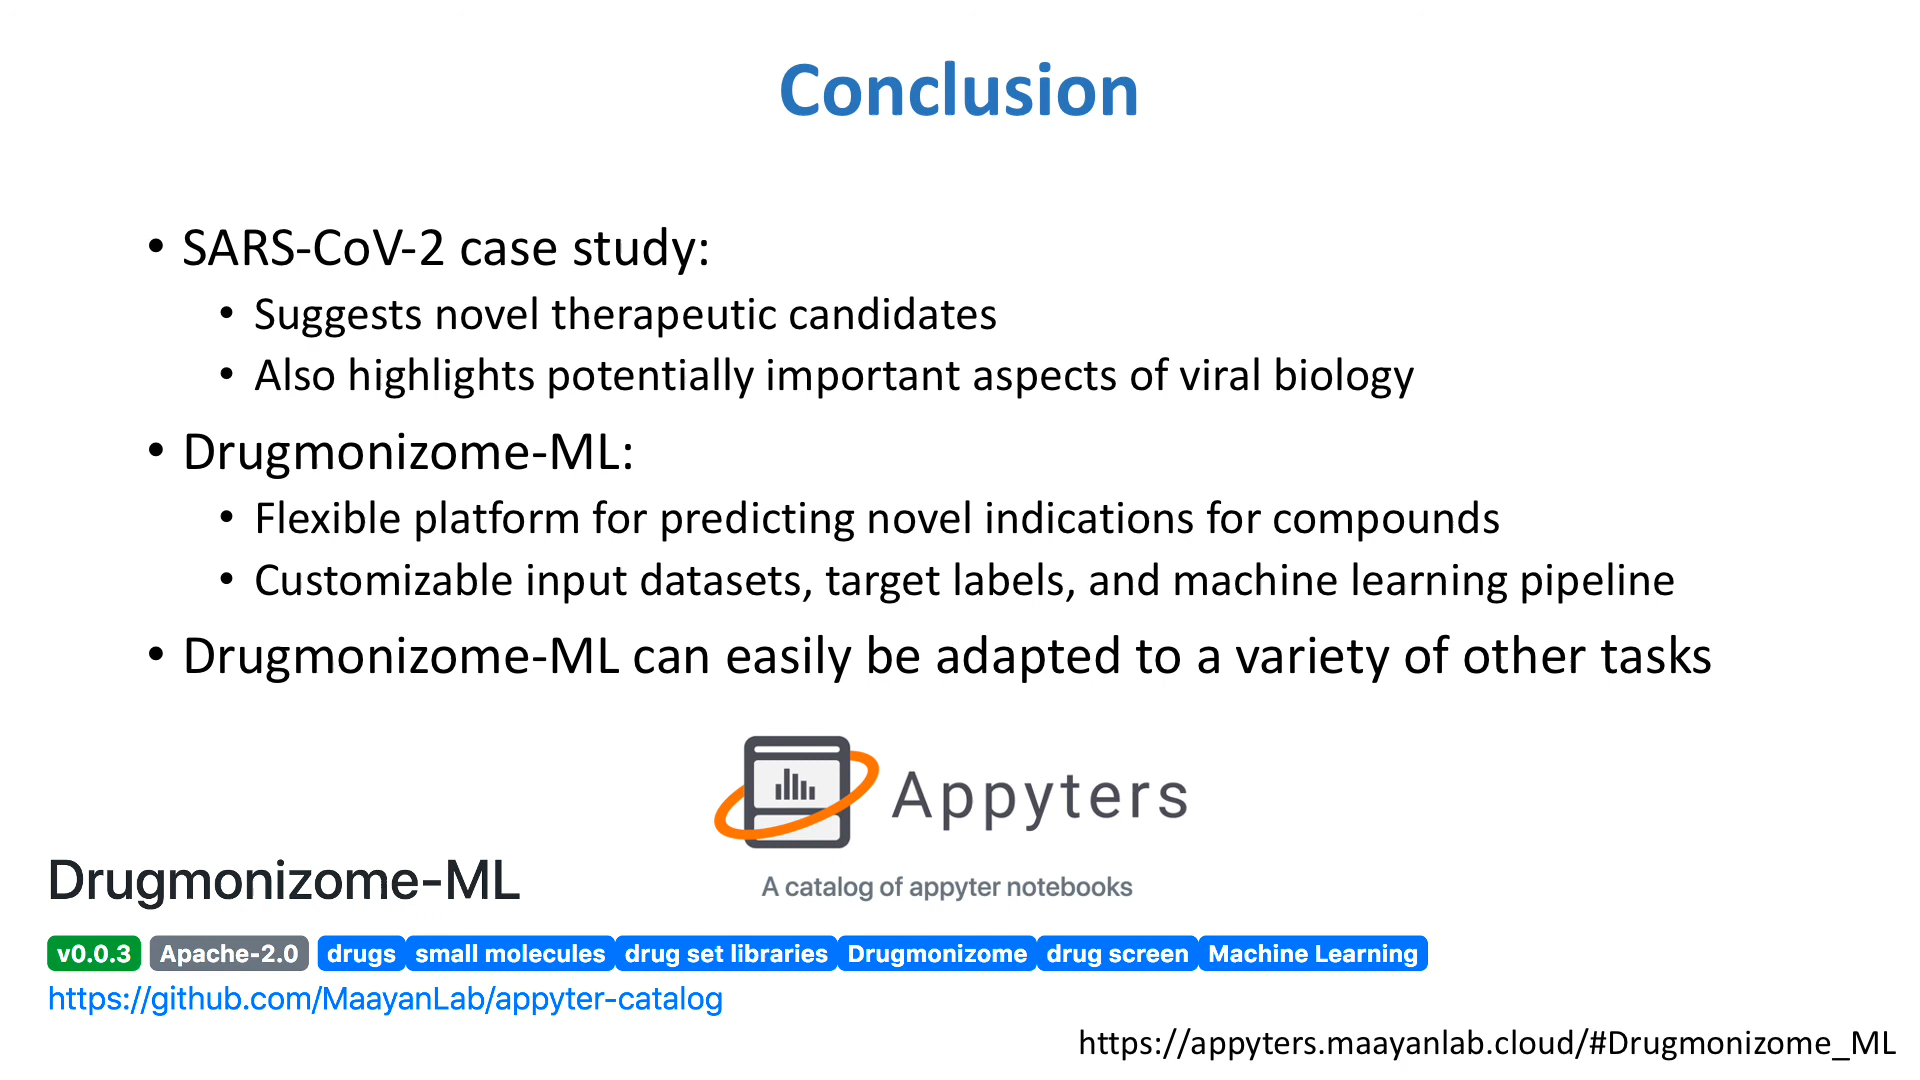 Conclusion
• SARS-CoV-2 case study:
• Suggests novel therapeutic candidates
• Also highlights potentially important aspects of viral biology
• Drugmonizome-ML:
• Flexible platform for predicting novel indications for compounds
• Customizable input datasets, target labels, and machine learning pipeline
• Drugmonizome-ML can easily be adapted to a variety of other tasks
Appyters
A catalog of appyter notebooks
Drugmonizome-ML
v0.0.3 Apache-2.0 drugs small molecules drug set libraries Drugmonizome drug screen Machine Learning
https://github.com/MaayanLab/appyter-catalog
https://appyters.maayanlab.cloud/#Drugmonizome_ML